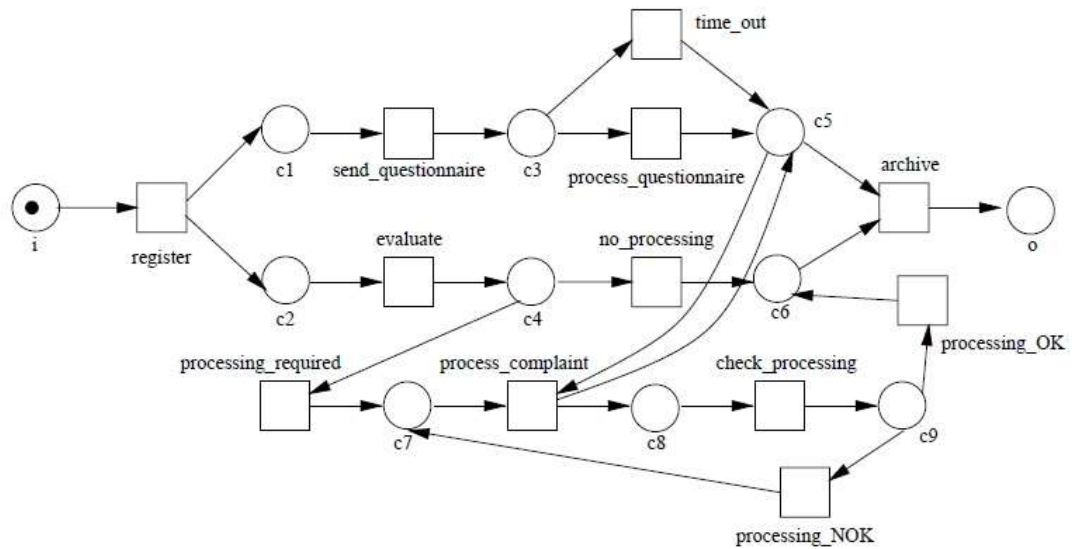 time_out
c5
archive
c1
send_questionnaire
c3
process_questionnaire
i
register
evaluate
no_processing
o
c2
c4
c6
processing_OK
processing_required
process_complaint
check_processing
c7
c8
c9
processing_NOK